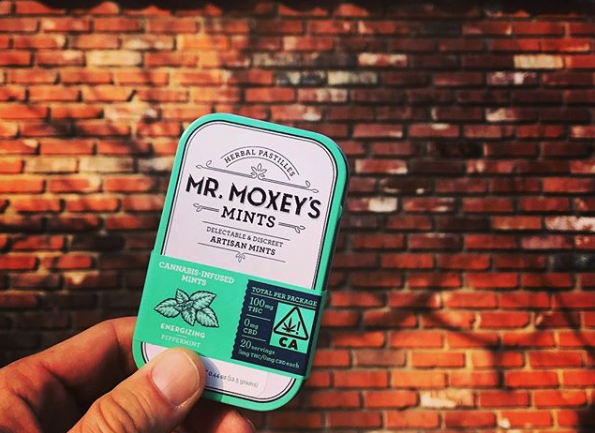 HERBAL PASTILLES
MR. MOXEY'S
MINTS
DELECTABLE & DISCREET
ARTISAN MINTS
CANNABIS-INFUSED
MINTS
ENERGIZING
PEPPERMINT
TOTAL PER PACKAGE
100mg
THC
0mg
CBD
20 servings
5mg THC/0mg CBD each
CA